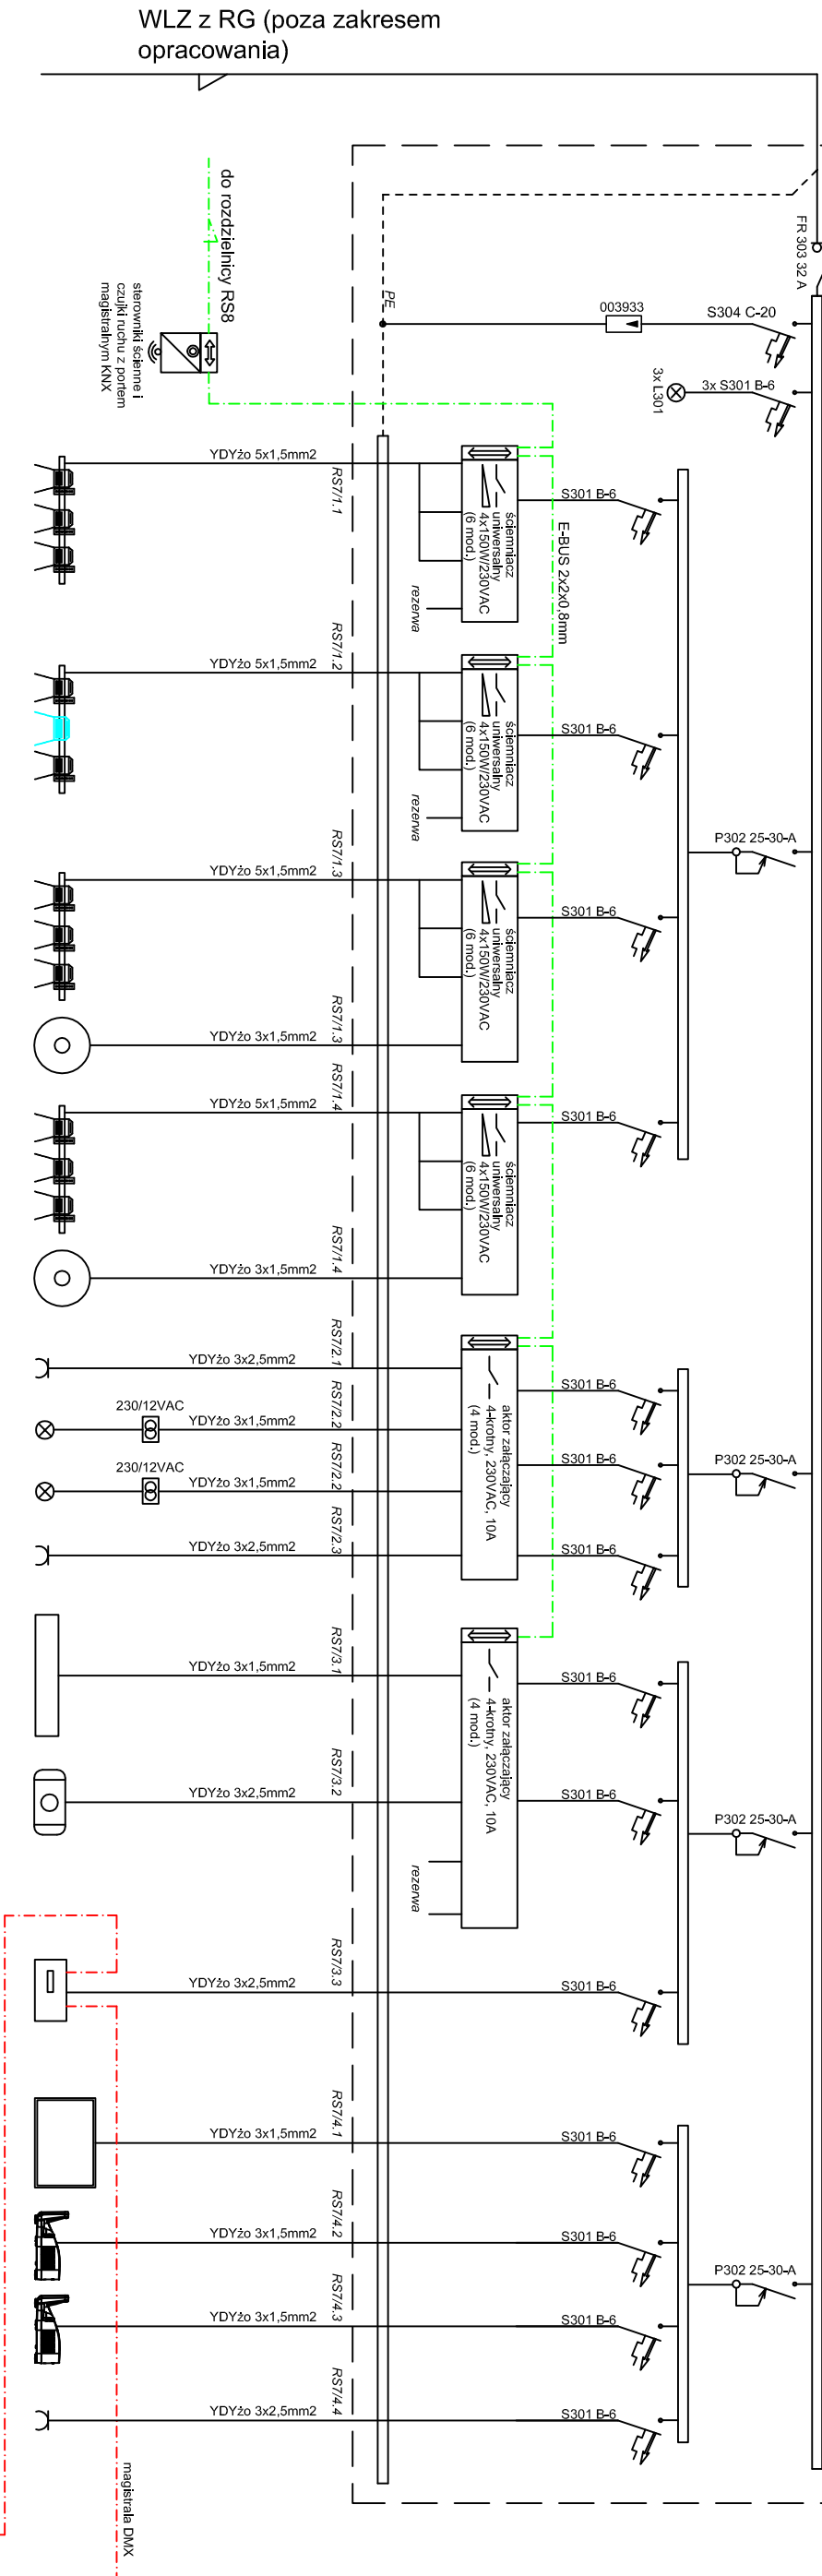 WLZ z RG (poza zakresem
opracowania)
do rozdzielnicy RS8
FR 303 32 A
PE
003933
S304 C-20
sterowniki ścienne i
czujki ruchu z portem
magistralnym KNX
3x L301
3x S301 B-6
YDYżo 5x1,5mm2
RS7/1.1
ściemniacz
uniwersalny
4x150W/230VAC
(6 mod.)
S301 B-6
E-BUS 2x2x0,8mm
rezerwa
YDYżo 5x1,5mm2
RS7/1.2
ściemniacz
uniwersalny
4x150W/230VAC
(6 mod.)
S301 B-6
rezerwa
P302 25-30-A
YDYżo 5x1,5mm2
RS7/1.3
ściemniacz
uniwersalny
4x150W/230VAC
(6 mod.)
S301 B-6
YDYżo 3x1,5mm2
RS7/1.3
YDYżo 5x1,5mm2
RS7/1.4
ściemniacz
uniwersalny
4x150W/230VAC
(6 mod.)
S301 B-6
YDYżo 3x1,5mm2
RS7/1.4
YDYżo 3x2,5mm2
RS7/2.1
aktor załączający
4-krotny, 230VAC, 10A
(4 mod.)
S301 B-6
230/12VAC
YDYżo 3x1,5mm2
RS7/2.2
S301 B-6
P302 25-30-A
230/12VAC
YDYżo 3x1,5mm2
RS7/2.2
YDYżo 3x2,5mm2
RS7/2.3
S301 B-6
YDYżo 3x1,5mm2
RS7/3.1
aktor załączający
4-krotny, 230VAC, 10A
(4 mod.)
S301 B-6
YDYżo 3x2,5mm2
RS7/3.2
S301 B-6
P302 25-30-A
rezerwa
YDYżo 3x2,5mm2
RS7/3.3
S301 B-6
YDYżo 3x1,5mm2
RS7/4.1
S301 B-6
YDYżo 3x1,5mm2
RS7/4.2
S301 B-6
P302 25-30-A
YDYżo 3x1,5mm2
RS7/4.3
S301 B-6
YDYżo 3x2,5mm2
RS7/4.4
S301 B-6
magistrala DMX